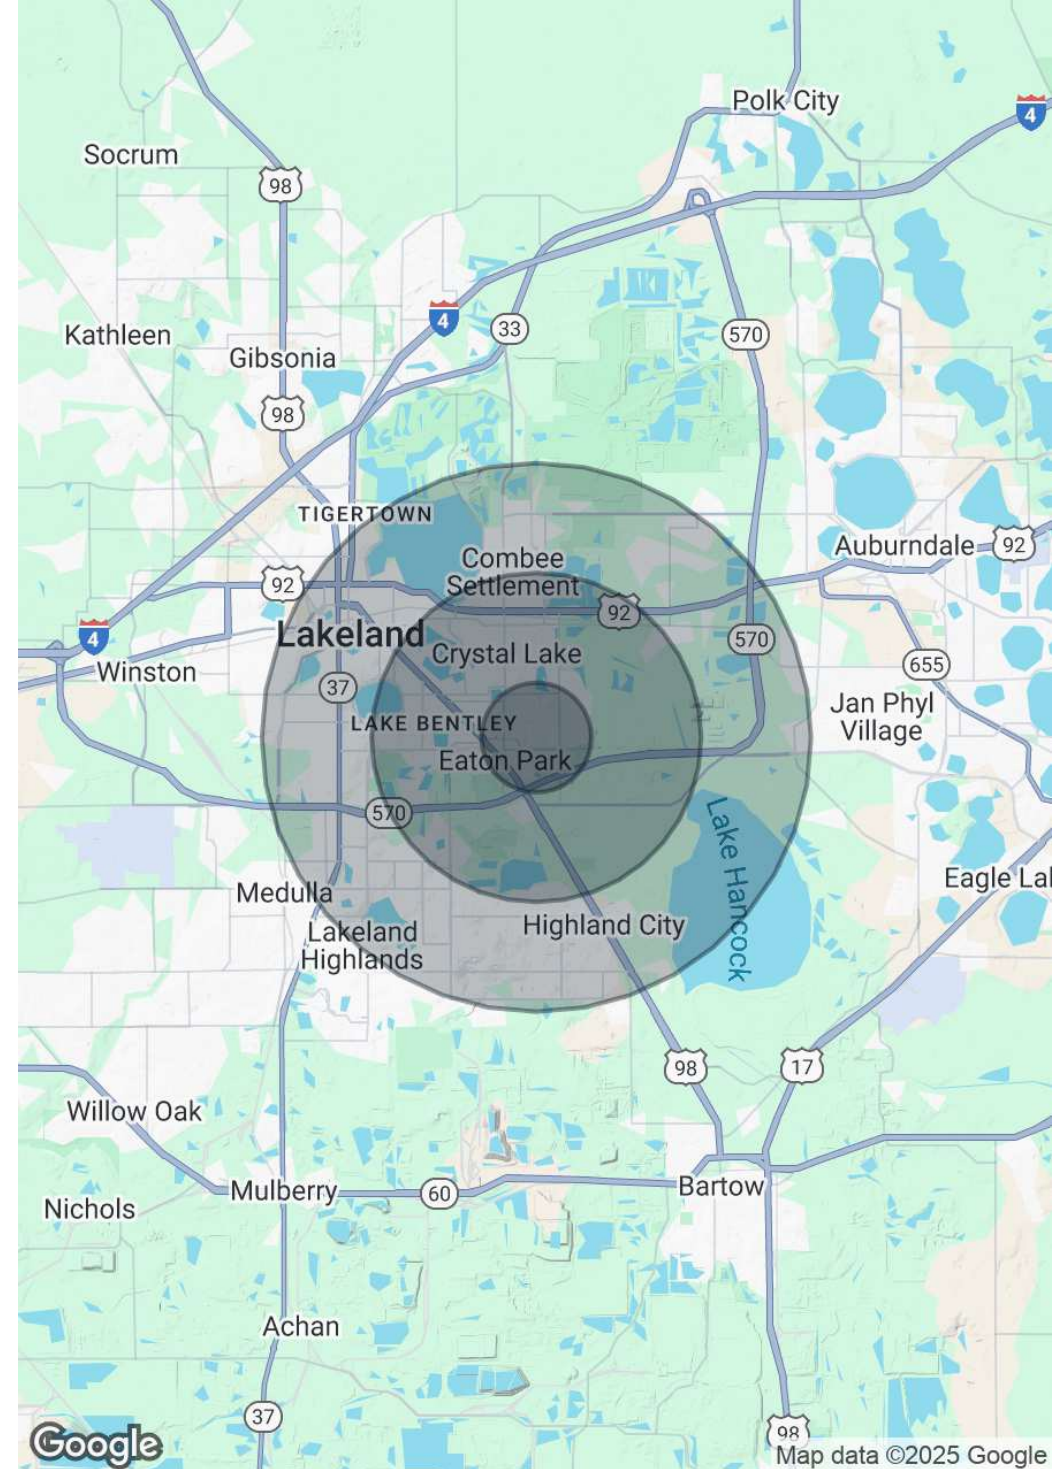 Polk City
4
Socrum
98
4
33
570
Kathleen
Gibsonia
98
TIGERTOWN
Combee
Settlement
Auburndale
92
92
92
4
Lakeland
Crystal Lake
570
Winston
655
37
LAKE BENTLEY
Jan Phyl
Village
Eaton Park
570
Lake Hancock
Medulla
Eagle Lal
Lakeland
Highlands
Highland City
98
17
Willow Oak
Mulberry
60
Bartow
Nichols
Achan
37
98
Google
Map data ©2025 Google